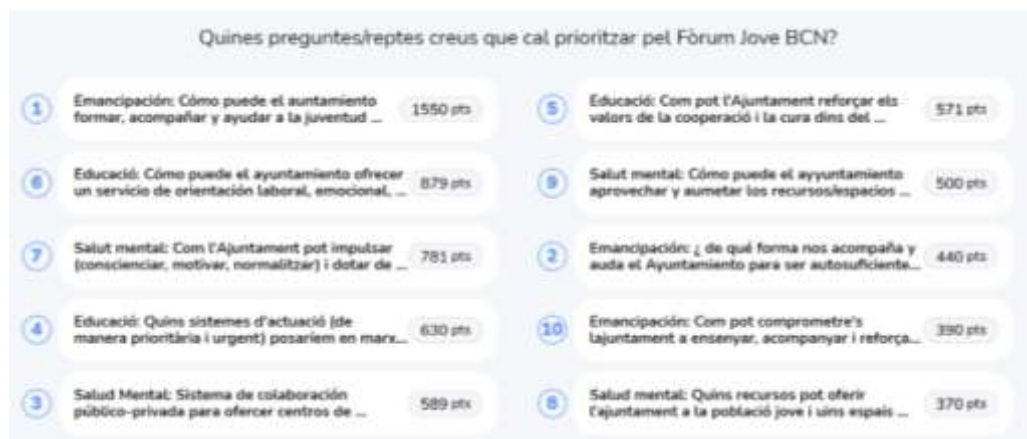 Quines preguntes/reptes creus que cal prioritzar pel Fòrum Jove BCN?
1
Emancipación: Cómo puede el auntamiento
formar, acompañar y ayudar a la juventud ...
1550 pts
6
Educació: Cómo puede el ayuntamiento ofrecer
un servicio de orientación laboral, emocional, ...
879 pts
7
Salut mental: Com l'Ajuntament pot impulsar
(conscienciar, motivar, normalitzar) i dotar de ...
781 pts
4
Educació: Quins sistemes d'actuació (de
manera prioritària i urgent) posaríem en marx...
630 pts
3
Salud Mental: Sistema de colaboración
público-privada para ofercer centros de ...
589 pts
5
Educació: Com pot l'Ajuntament reforçar els
valors de la cooperació i la cura dins del ...
571 pts
9
Salut mental: Cómo puede el ayyuntamiento
aprovechar y aumetar los recursos/espacios ...
500 pts
2
Emancipación: ¿ de qué forma nos acompaña y
auda el Ayuntamiento para ser autosuficiente...
440 pts
10
Emancipación: Com pot comprometre's
lajuntament a ensenyar, acompanyar i reforça...
390 pts
8
Salud mental: Quins recursos pot oferir
l'ajuntament a la població jove i uins espais ...
370 pts